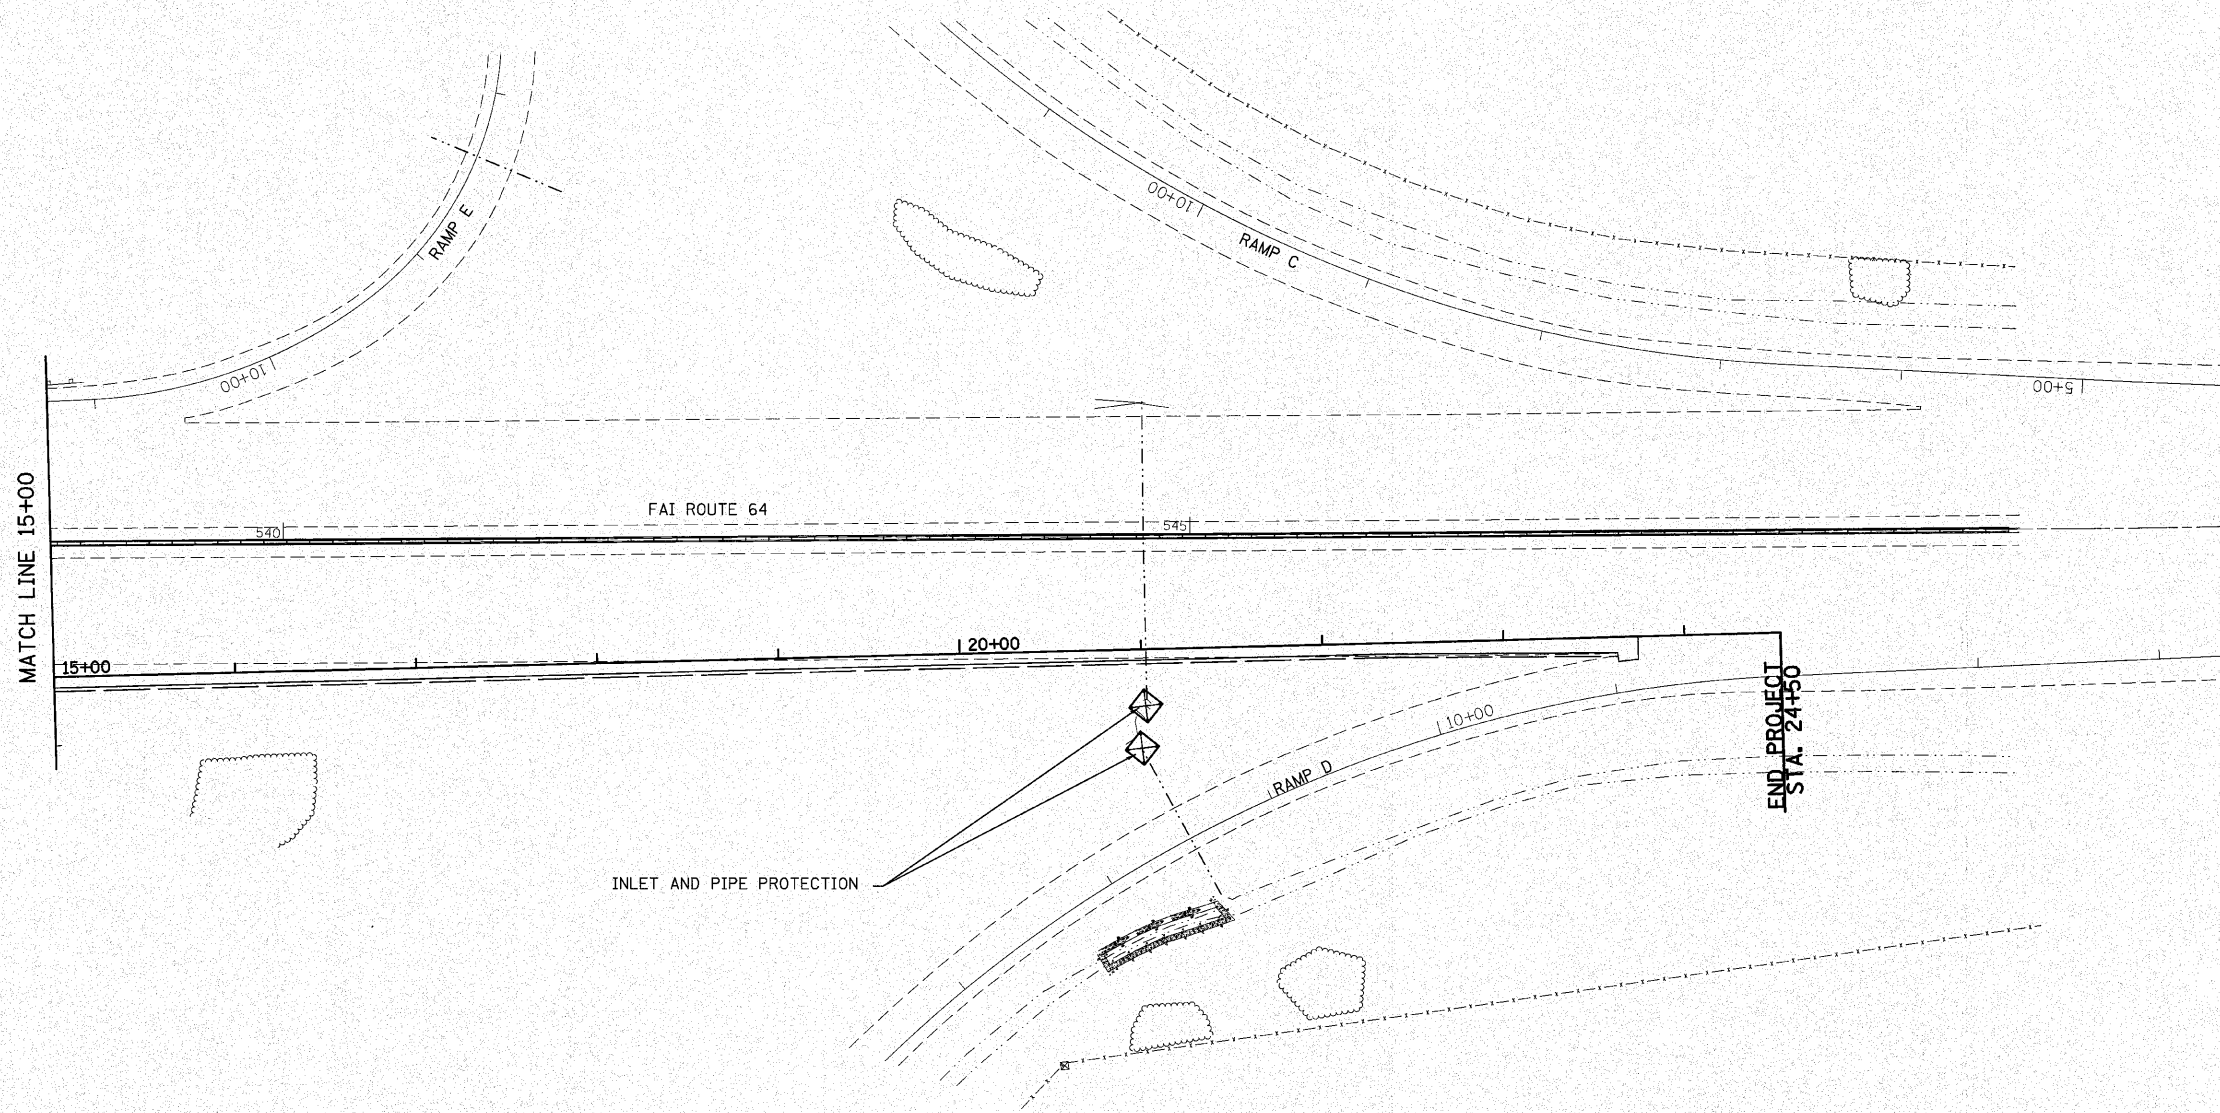 10+00
RAMP C
RAMP E
10+00
5+00
MATCH LINE 15+00
FAI ROUTE 64
540
545
20+00
15+00
END PROJECT
STA. 24+50
10+00
RAMP D
INLET AND PIPE PROTECTION